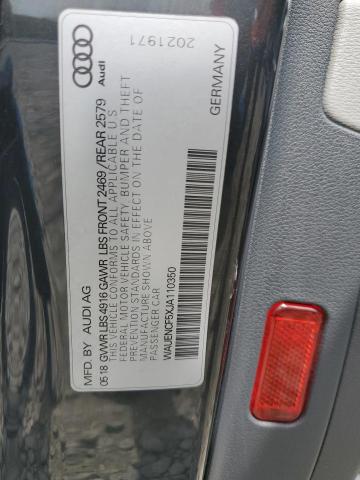 MFD. BY AUDI AG
05 18 GVWR LBS 4916 GAWR LBS FRONT 2469 / REAR 2579
THIS VEHICLE CONFORMS TO ALL APPLICABLE U S
FEDERAL MOTOR VEHICLE SAFETY, BUMPER AND THEFT
PREVENTION STANDARDS IN EFFECT ON THE DATE OF
MANUFACTURE SHOWN ABOVE
PASSENGER CAR
WAUENCF5XJA110350
Audi
2021971
GERMANY